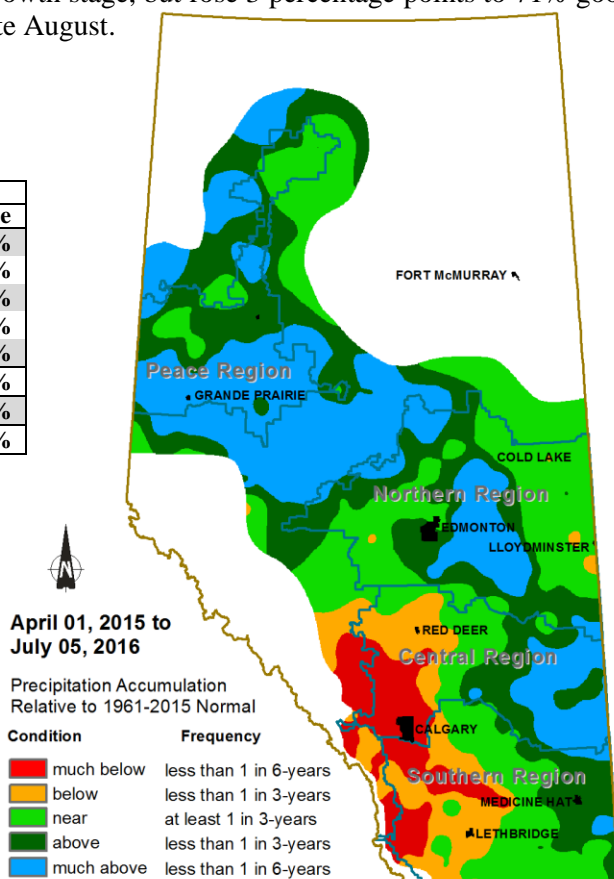 growth stage, but rose 3 percentage points to 71% good
August.
%
%
%
%
%
%
%
%
FORT McMURRAY
Peace Region
GRANDE PRAIRIE
COLD LAKE
Northern Region
EDMONTON
LLOYDMINSTER
N
April 01, 2015 to
July 05, 2016
RED DEER
Central Region
Precipitation Accumulation
Relative to 1961-2015 Normal
CALGARY
Southern Region
MEDICINE HAT
LETHBRIDGE
Condition Frequency
much below less than 1 in 6-years
below less than 1 in 3-years
near at least 1 in 3-years
above less than 1 in 3-years
much above less than 1 in 6-years